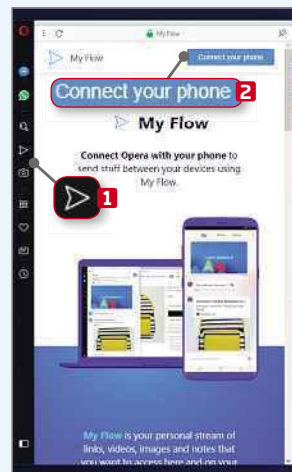 My Flow
My Flow
Connect your phone
Connect your phone 2
My Flow
Connect Opera with your phone to
send stuff between your devices using
My Flow.
1
My Flow is your personal stream of
links, videos, images and notes that
you want to access here and on your